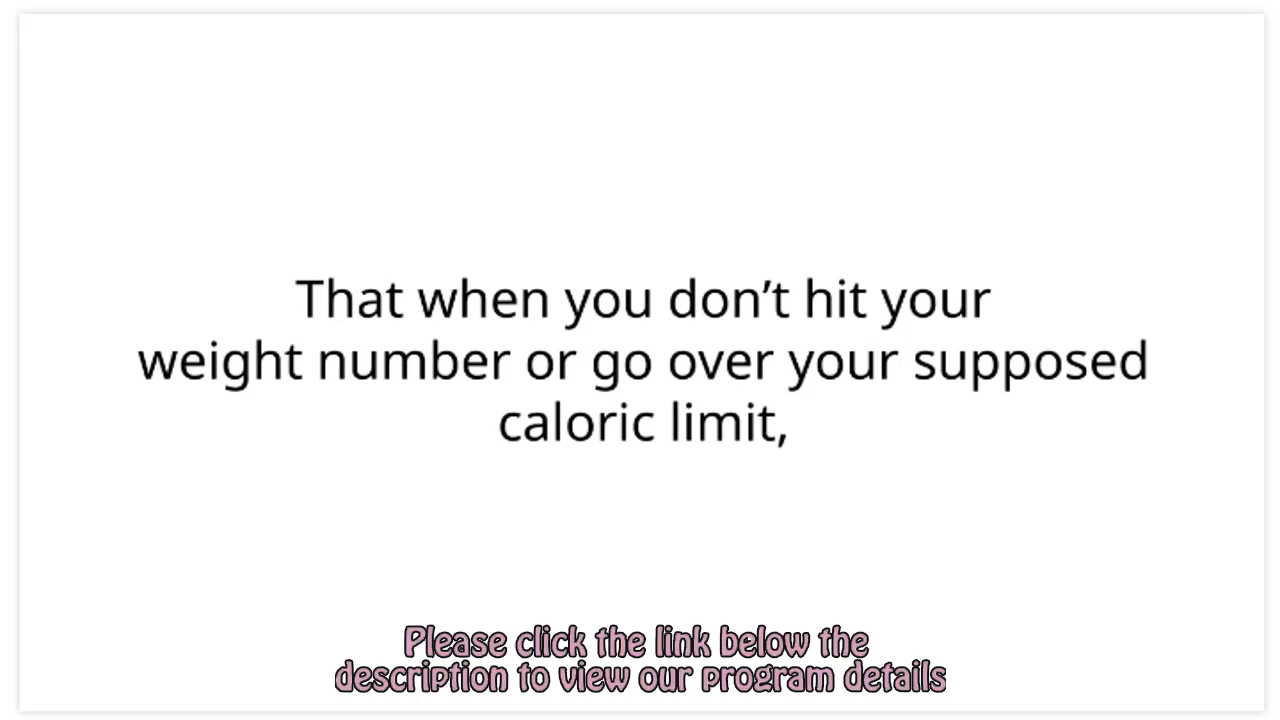 That when you don’t hit your
weight number or go over your supposed
caloric limit,
Please click the link below the
description to view our program details